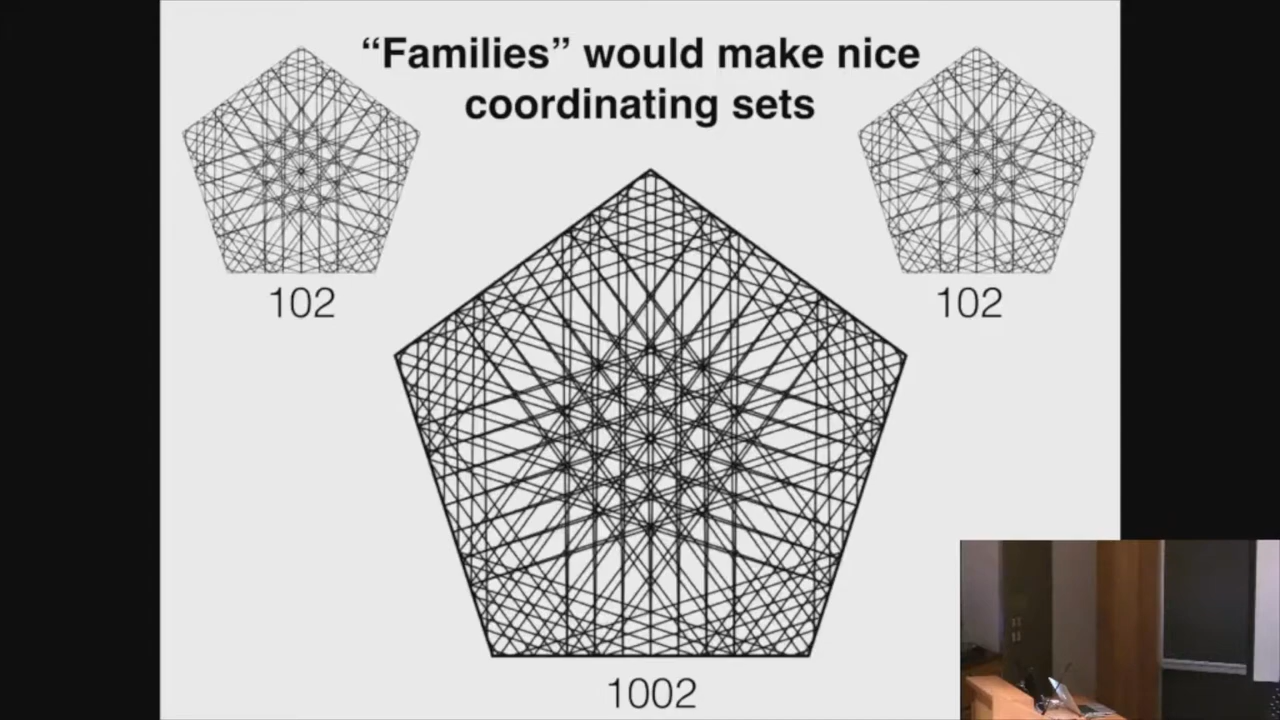 “Families” would make nice
coordinating sets
102
102
1002